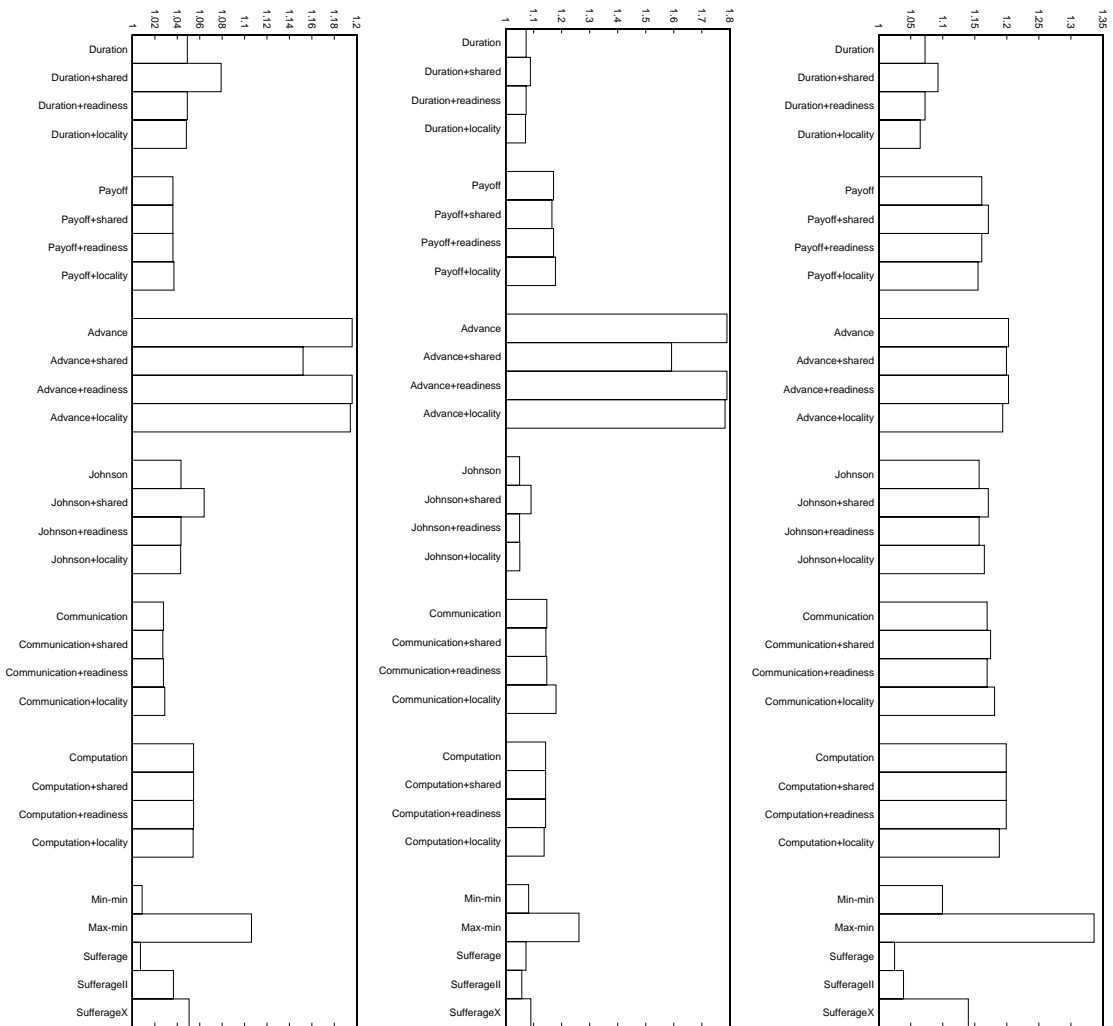 1 1.02 1.04 1.06 1.08 1.1 1.12 1.14 1.16 1.18 1.2
Duration
Duration+shared
Duration+readiness
Duration+locality
Payoff
Payoff+shared
Payoff+readiness
Payoff+locality
Advance
Advance+shared
Advance+readiness
Advance+locality
Johnson
Johnson+shared
Johnson+readiness
Johnson+locality
Communication
Communication+shared
Communication+readiness
Communication+locality
Computation
Computation+shared
Computation+readiness
Computation+locality
Min-min
Max-min
Sufferage
SufferageII
SufferageX
1 1.1 1.2 1.3 1.4 1.5 1.6 1.7 1.8
Duration
Duration+shared
Duration+readiness
Duration+locality
Payoff
Payoff+shared
Payoff+readiness
Payoff+locality
Advance
Advance+shared
Advance+readiness
Advance+locality
Johnson
Johnson+shared
Johnson+readiness
Johnson+locality
Communication
Communication+shared
Communication+readiness
Communication+locality
Computation
Computation+shared
Computation+readiness
Computation+locality
Min-min
Max-min
Sufferage
SufferageII
SufferageX
1 1.05 1.1 1.15 1.2 1.25 1.3 1.35
Duration
Duration+shared
Duration+readiness
Duration+locality
Payoff
Payoff+shared
Payoff+readiness
Payoff+locality
Advance
Advance+shared
Advance+readiness
Advance+locality
Johnson
Johnson+shared
Johnson+readiness
Johnson+locality
Communication
Communication+shared
Communication+readiness
Communication+locality
Computation
Computation+shared
Computation+readiness
Computation+locality
Min-min
Max-min
Sufferage
SufferageII
SufferageX